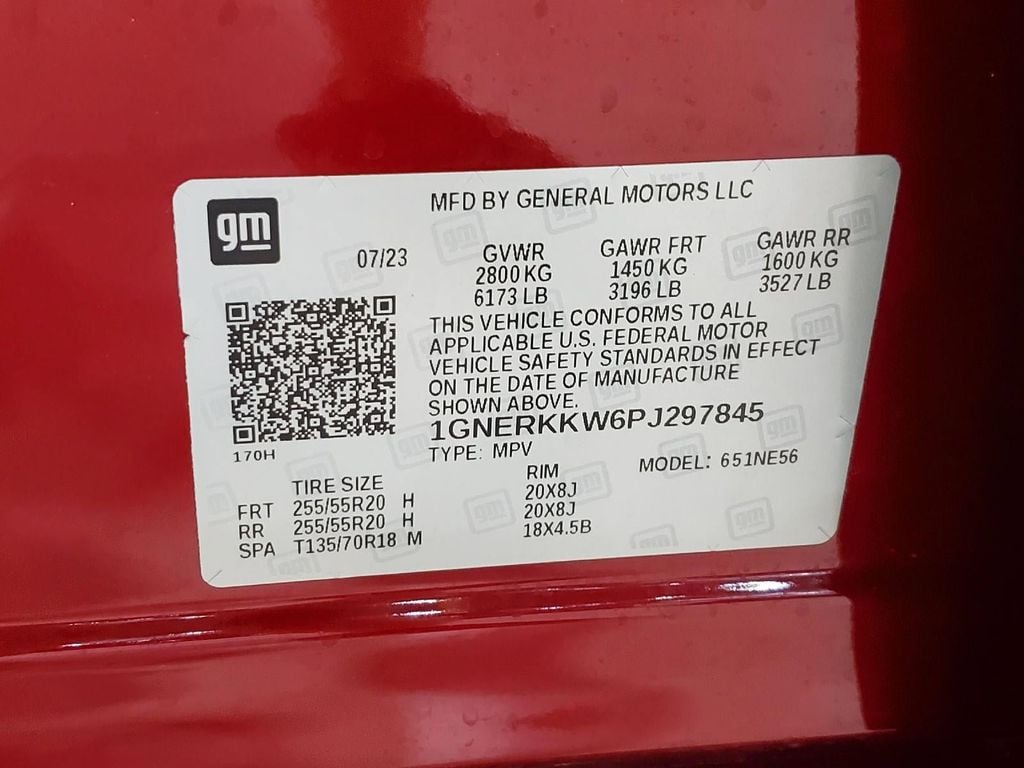 gm
MFD BY GENERAL MOTORS LLC
07/23
GVWR GAWR FRT GAWR RR
2800 KG 1450 KG 1600 KG
6173 LB 3196 LB 3527 LB
THIS VEHICLE CONFORMS TO ALL
APPLICABLE U.S. FEDERAL MOTOR
VEHICLE SAFETY STANDARDS IN EFFECT
ON THE DATE OF MANUFACTURE
SHOWN ABOVE.
1GNERKKW6PJ297845
170H
TYPE: MPV MODEL: 651NE56
TIRE SIZE RIM
FRT 255/55R20 H 20X8J
RR 255/55R20 H 20X8J
SPA T135/70R18 M 18X4.5B